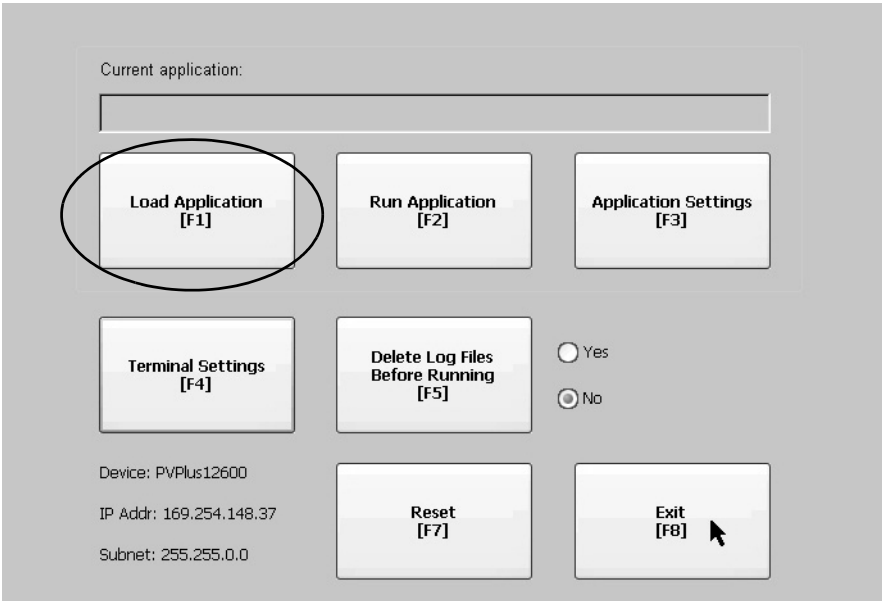 Current application:
Load Application
[F1]
Run Application
[F2]
Application Settings
[F3]
Terminal Settings
[F4]
Delete Log Files
Before Running
[F5]
Yes
No
Device: PVPlus12600
IP Addr: 169.254.148.37
Subnet: 255.255.0.0
Reset
[F7]
Exit
[F8]